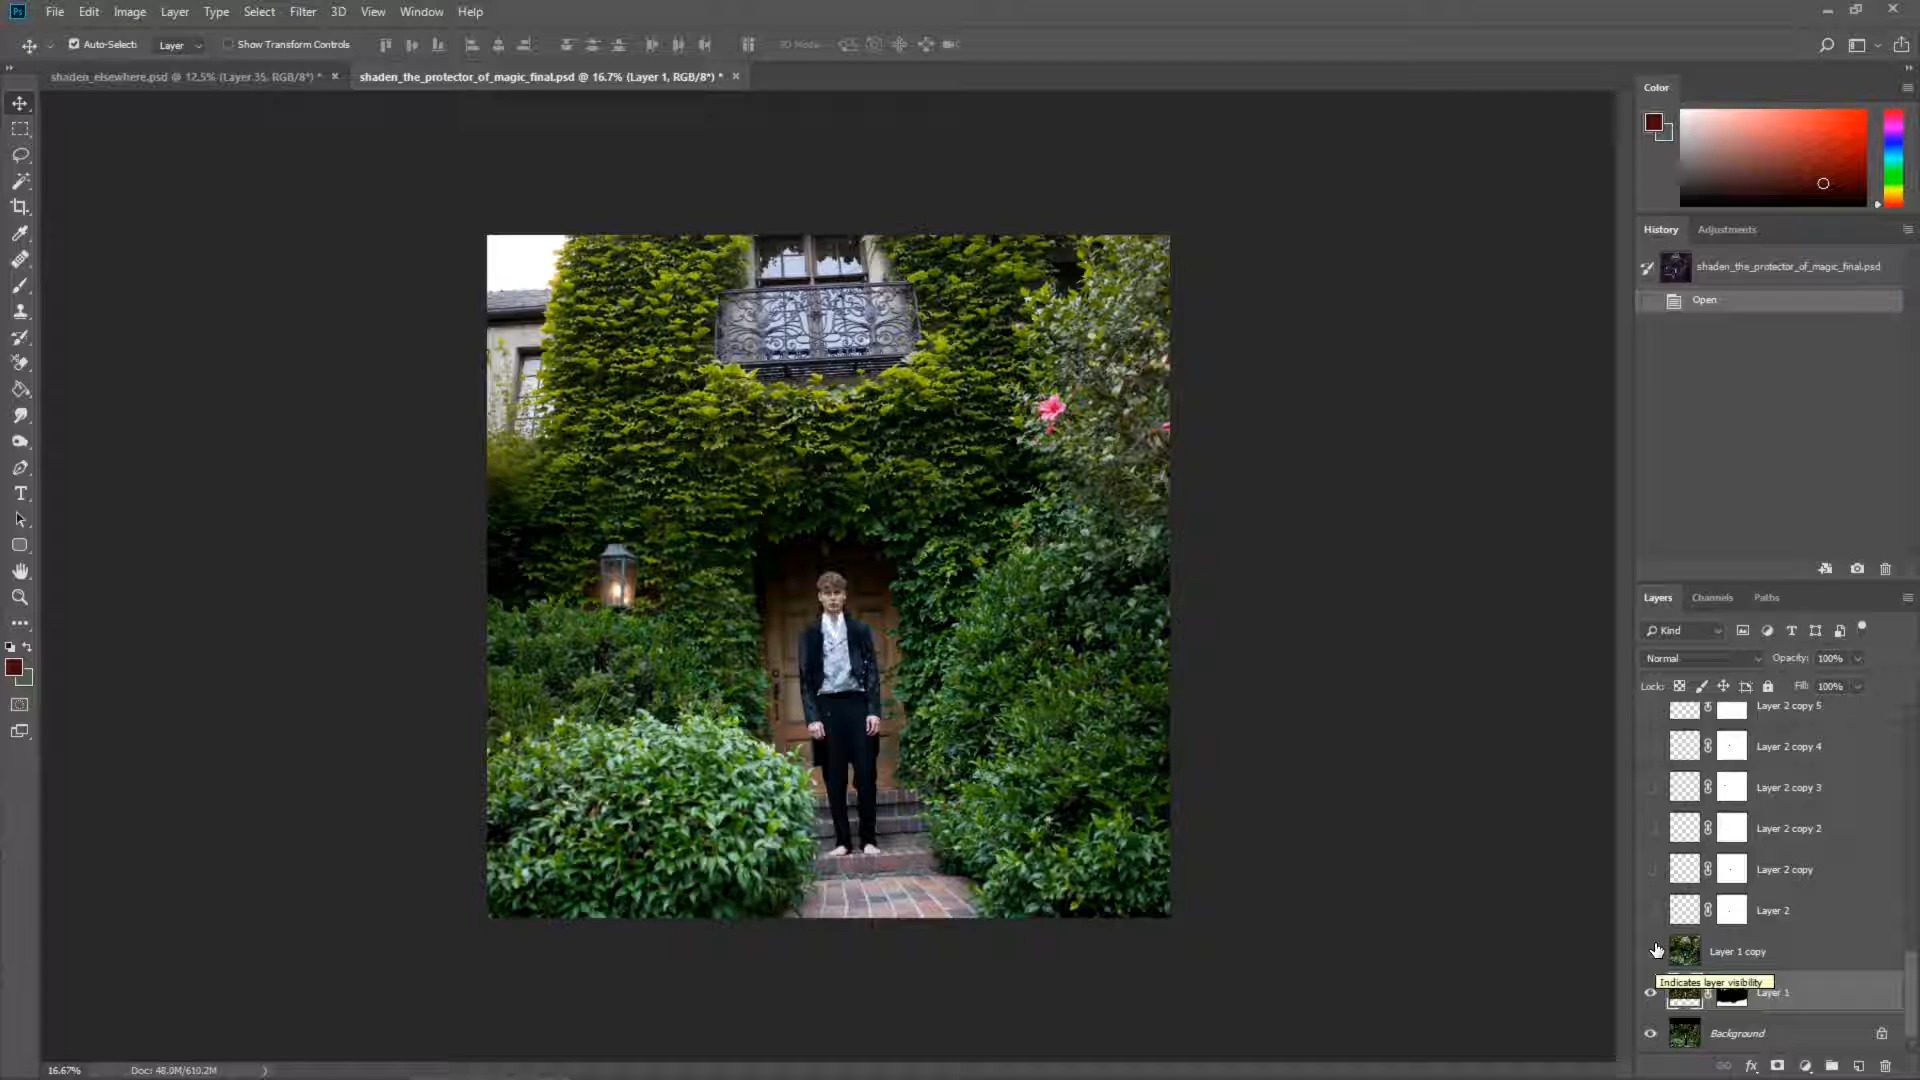 Ps File Edit Image Layer Type Select Filter 3D View Window Help
Auto-Select: Layer Show Transform Controls 3D Mode:
shaden_elsewhere.psd @ 12.5% (Layer 35, RGB/8*) * × shaden_the_protector_of_magic_final.psd @ 16.7% (Layer 1, RGB/8*) * ×
Color
History Adjustments
shaden_the_protector_of_magic_final.psd
Open
Layers Channels Paths
Kind
Normal Opacity: 100%
Lock: Fill: 100%
Layer 2 copy 5
Layer 2 copy 4
Layer 2 copy 3
Layer 2 copy 2
Layer 2 copy
Layer 2
Layer 1 copy
Indicates layer visibility
Layer 1
Background
16.67% Doc: 48.0M/610.2M